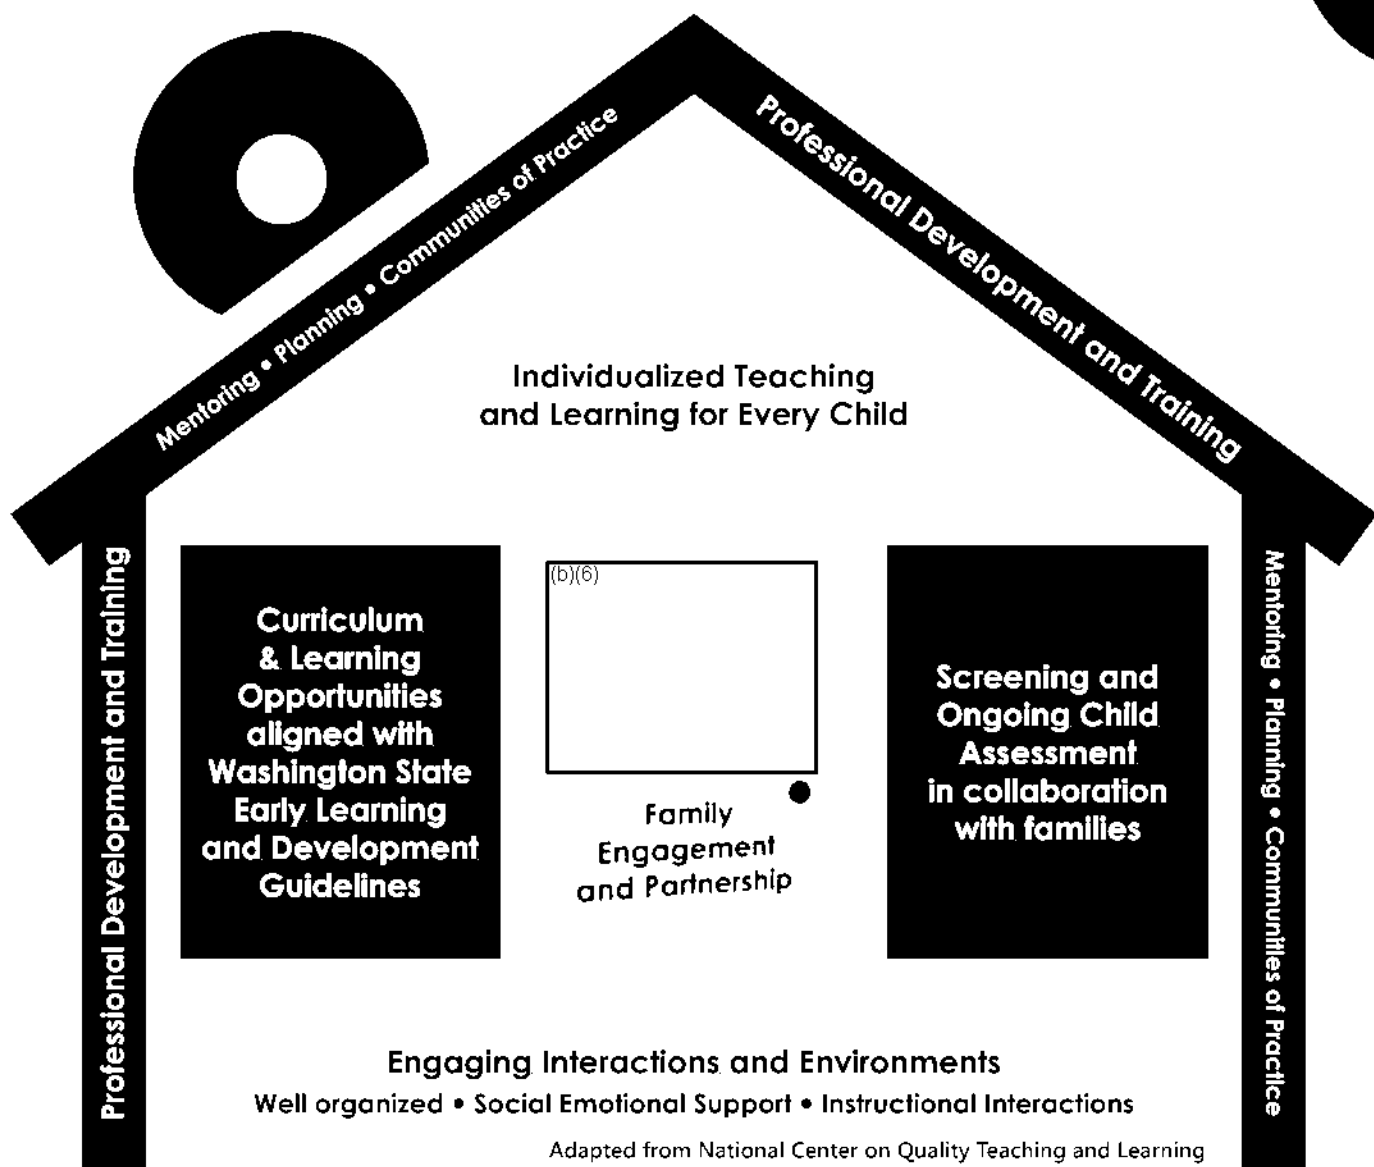 Mentoring • Planning • Communities of Practice
Professional Development and Training
Individualized Teaching
and Learning for Every Child
Professional Development and Training
Curriculum
& Learning
Opportunities
aligned with
Washington State
Early Learning
and Development
Guidelines
(b)(6)
Family
Engagement
and Partnership
Screening and
Ongoing Child
Assessment
in collaboration
with families
Mentoring • Planning • Communities of Practice
Engaging Interactions and Environments
Well organized • Social Emotional Support • Instructional Interactions
Adapted from National Center on Quality Teaching and Learning